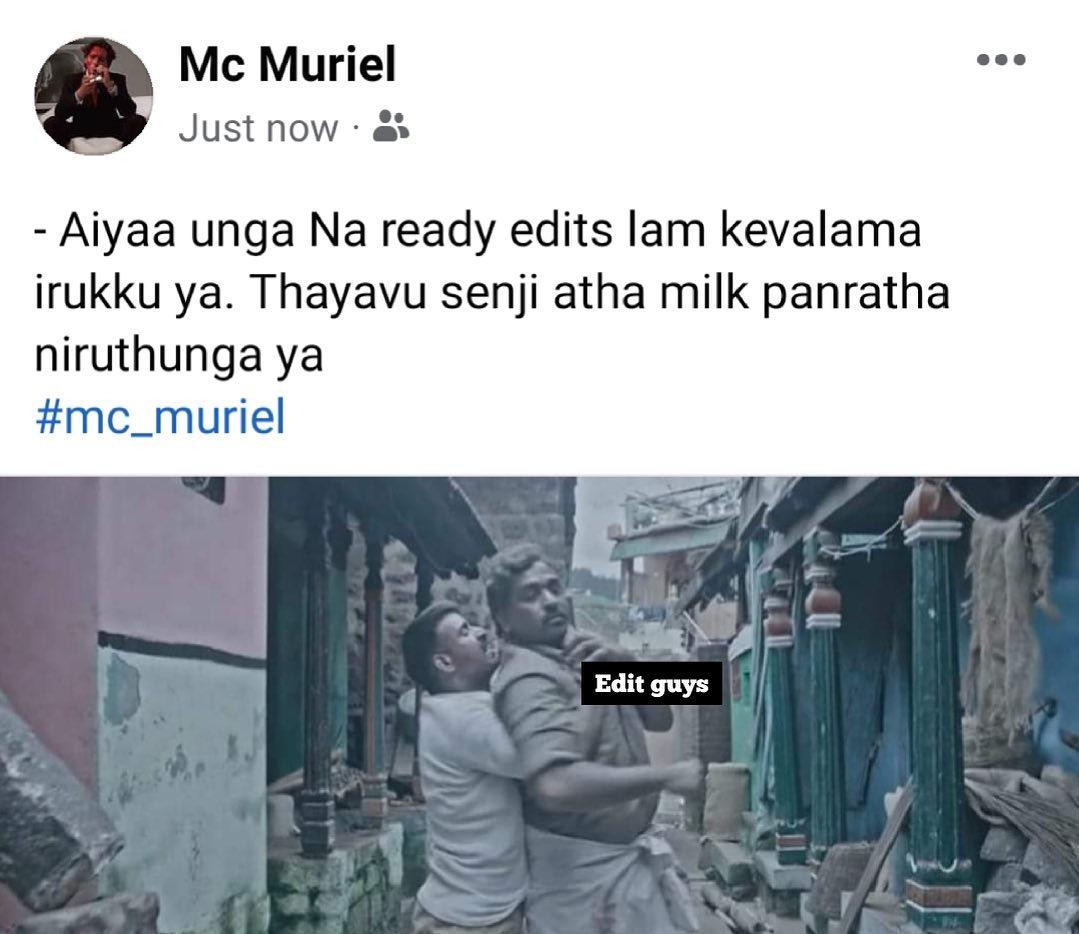 Mc Muriel
Just now ·
- Aiyaa unga Na ready edits lam kevalama
irukku ya. Thayavu senji atha milk panratha
niruthunga ya
#mc_muriel
Edit guys